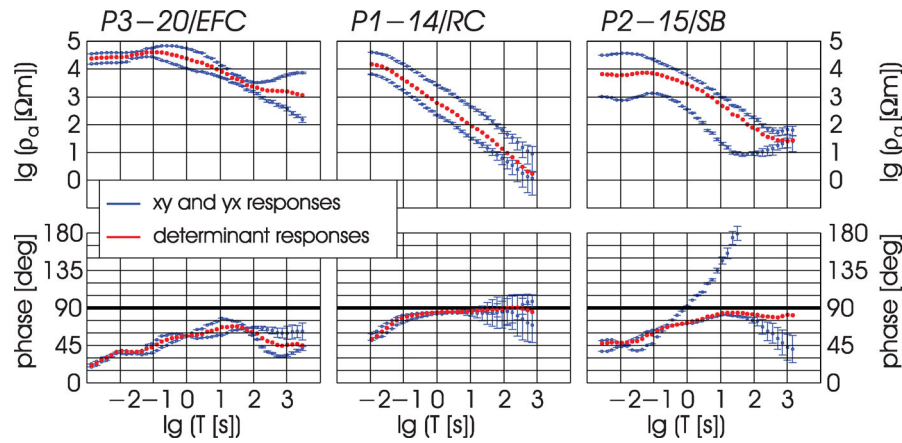 P3−20/EFC P1−14/RC P2−15/SB
5 5
4 4
3 3
2 2
1 1
0 0
lg (ρa [Ωm]) lg (ρa [Ωm])
xy and yx responses
determinant responses
180 180
135 135
90 90
45 45
0 0
phase [deg] phase [deg]
−2 −1 0 1 2 3 −2 −1 0 1 2 3 −2 −1 0 1 2 3
lg (T [s]) lg (T [s]) lg (T [s])